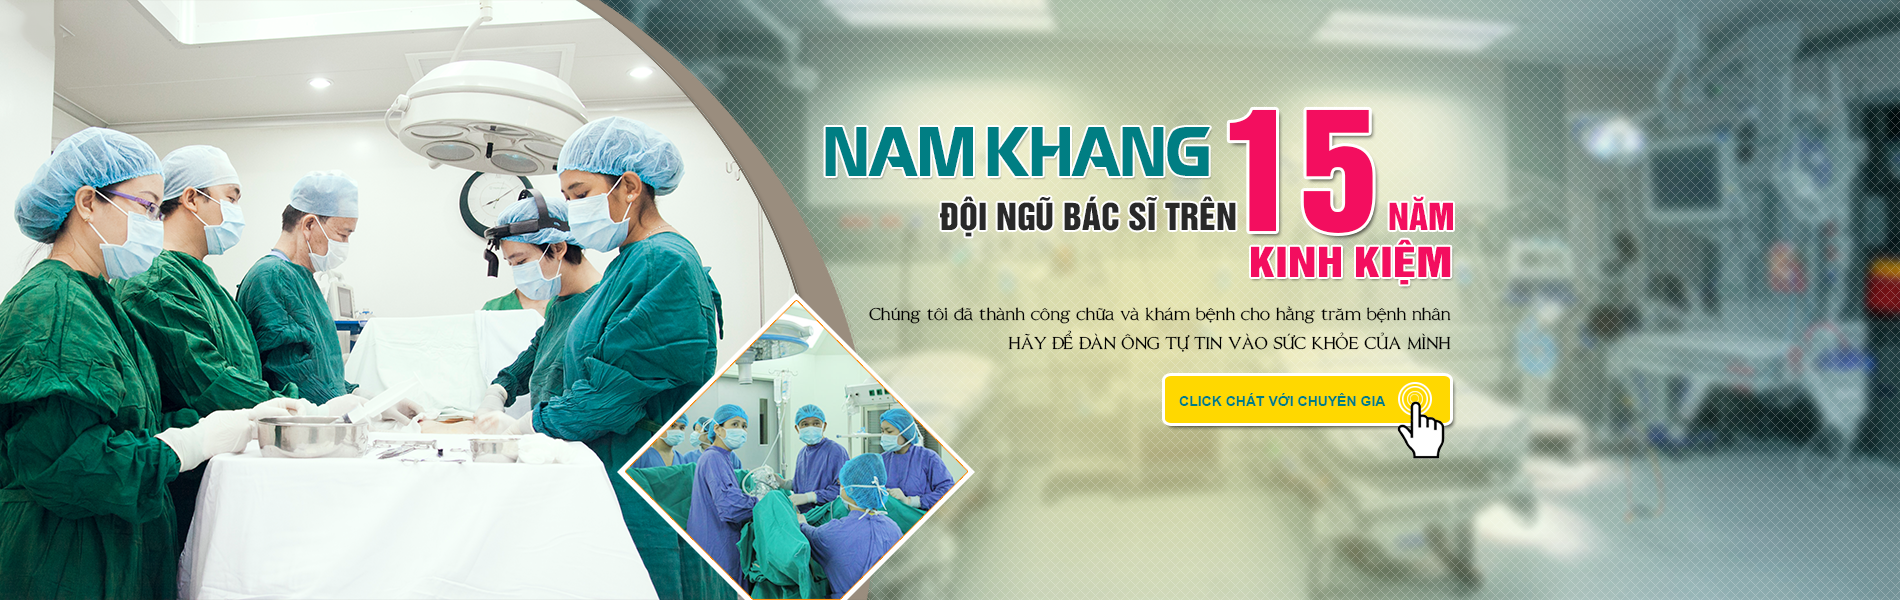 NAM KHANG 15
ĐỘI NGŨ BÁC SĨ TRÊN NĂM
KINH KIỆM
Chúng tôi đã thành công chữa và khám bệnh cho hằng trăm bệnh nhân
HÃY ĐỂ ĐÀN ÔNG TỰ TIN VÀO SỨC KHỎE CỦA MÌNH
CLICK CHÁT VỚI CHUYÊN GIA